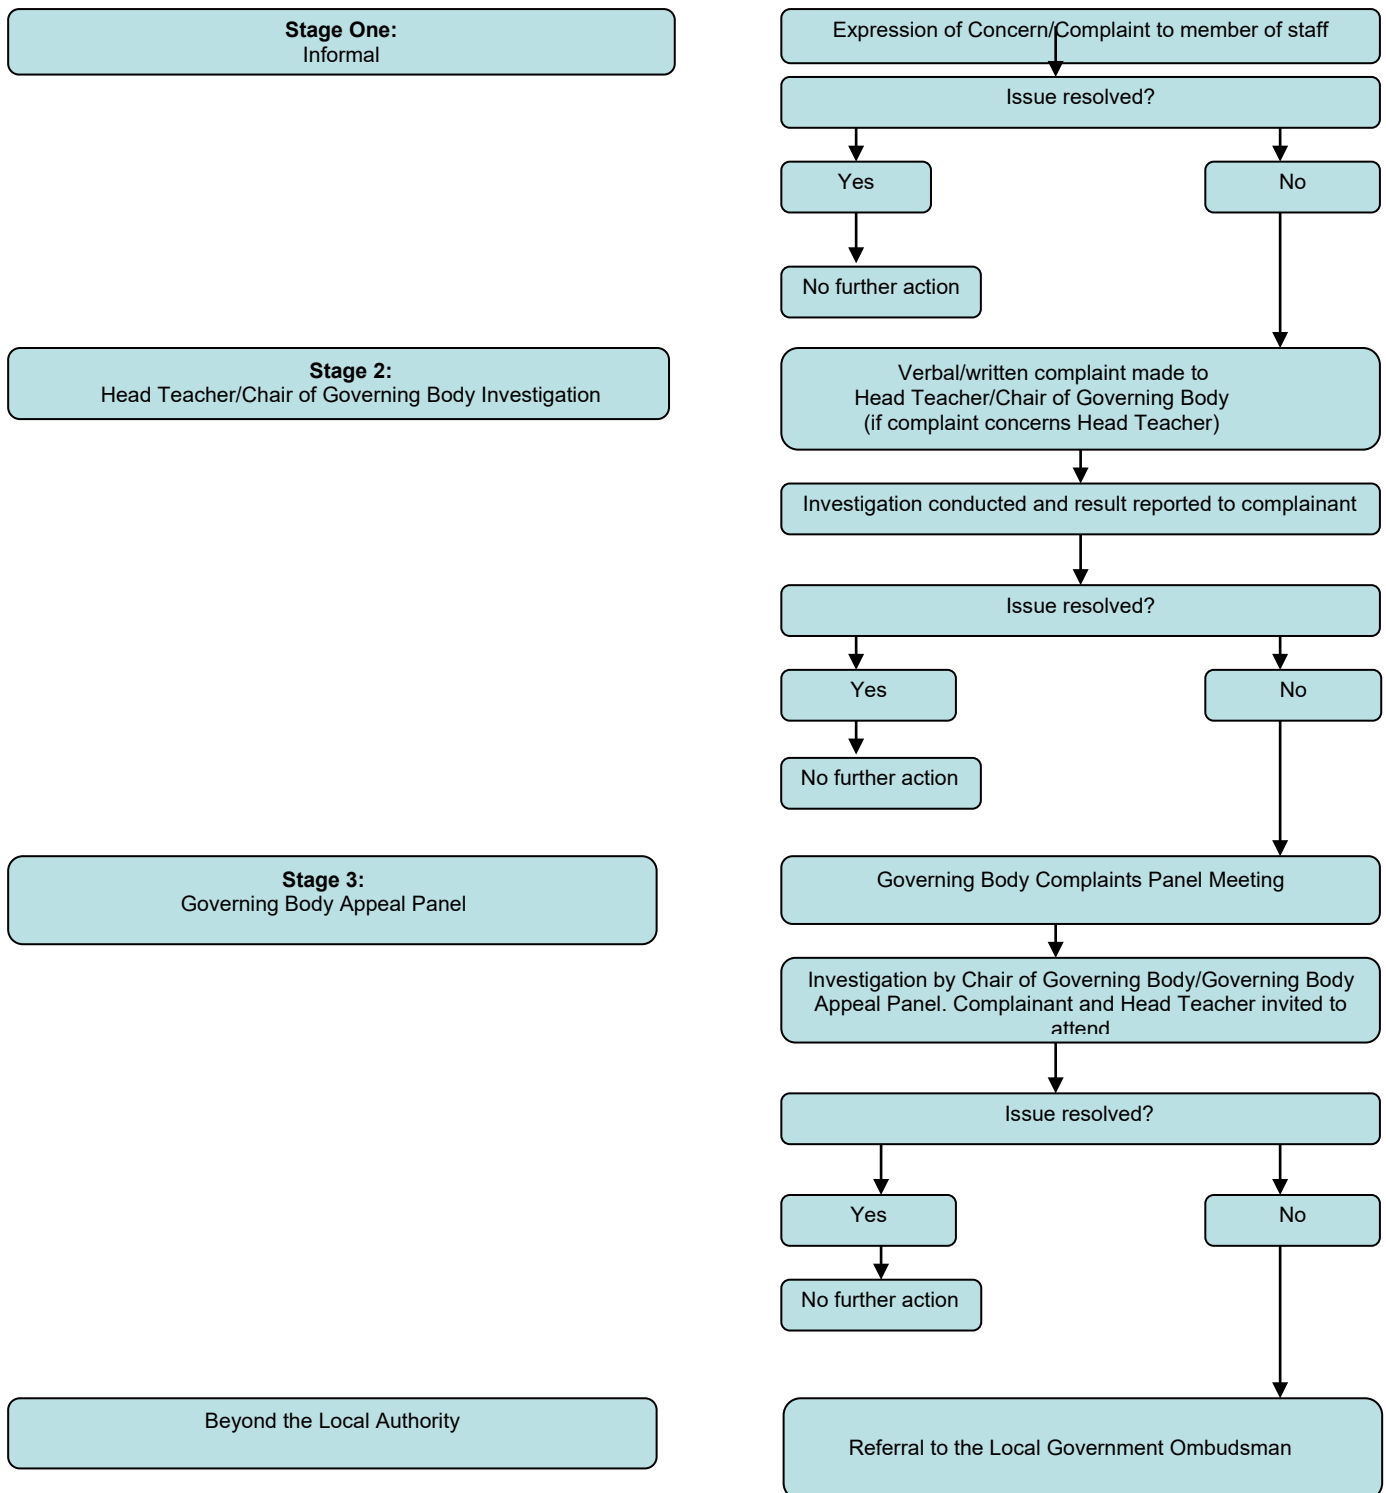 Stage One:
Informal
Expression of Concern/Complaint to member of staff
Issue resolved?
Yes
No
No further action
Stage 2:
Head Teacher/Chair of Governing Body Investigation
Verbal/written complaint made to
Head Teacher/Chair of Governing Body
(if complaint concerns Head Teacher)
Investigation conducted and result reported to complainant
Issue resolved?
Yes
No
No further action
Stage 3:
Governing Body Appeal Panel
Governing Body Complaints Panel Meeting
Investigation by Chair of Governing Body/Governing Body
Appeal Panel. Complainant and Head Teacher invited to
attend
Issue resolved?
Yes
No
No further action
Beyond the Local Authority
Referral to the Local Government Ombudsman